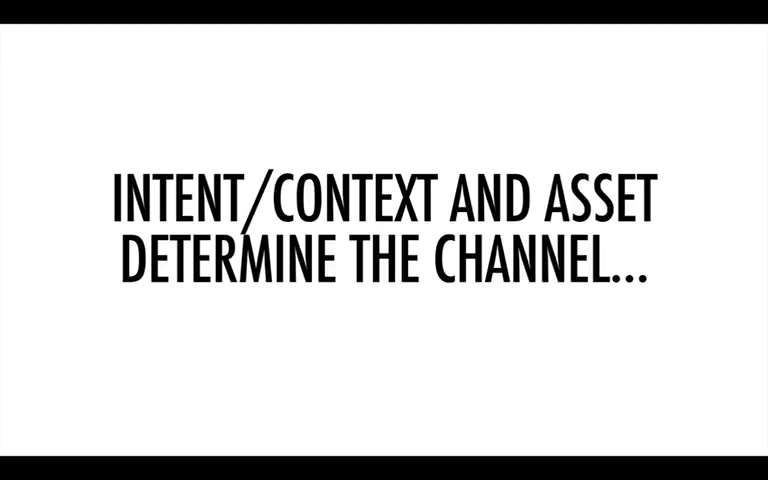 INTENT/CONTEXT AND ASSET
DETERMINE THE CHANNEL...